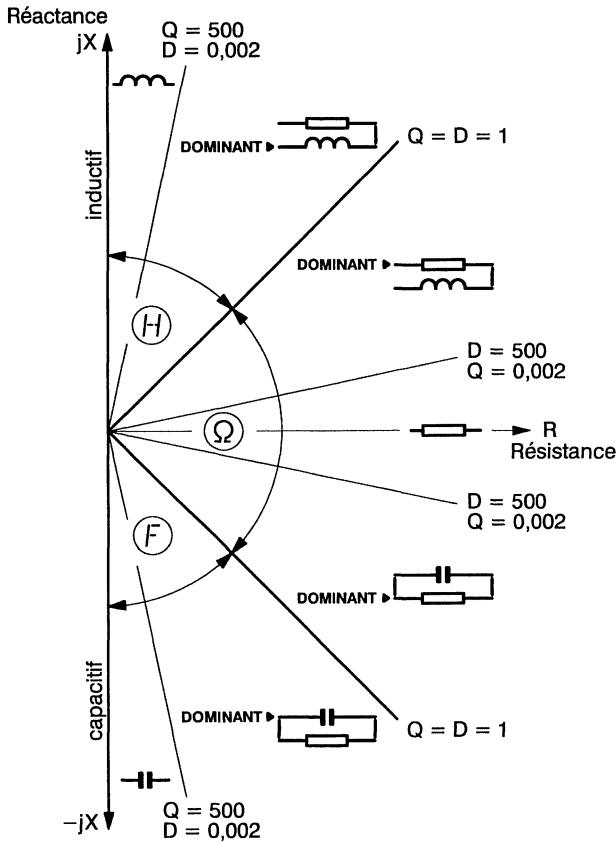 Réactance
jX
Q = 500
D = 0,002
inductif
DOMINANT
Q = D = 1
DOMINANT
H
D = 500
Q = 0,002
Ω
R
Résistance
D = 500
Q = 0,002
F
DOMINANT
capacitif
DOMINANT
Q = D = 1
–jX
Q = 500
D = 0,002